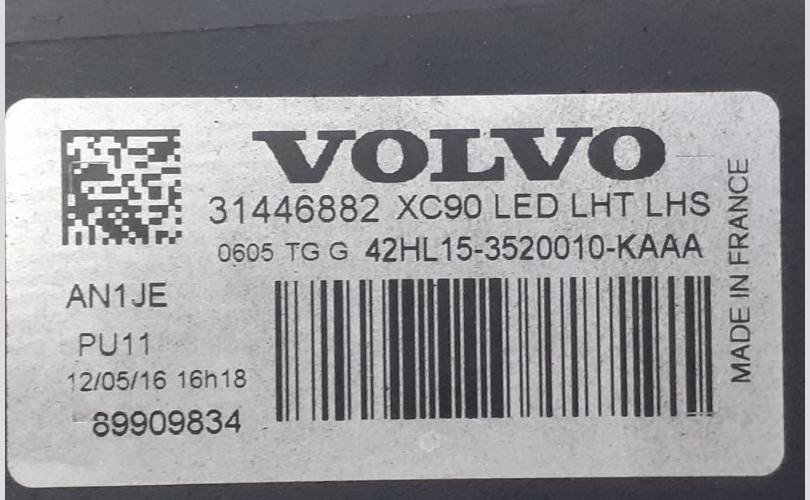 VOLVO
31446882 XC90 LED LHT LHS
0605 TG G 42HL15-3520010-KAAA
AN1JE
PU11
12/05/16 16h18
89909834
MADE IN FRANCE